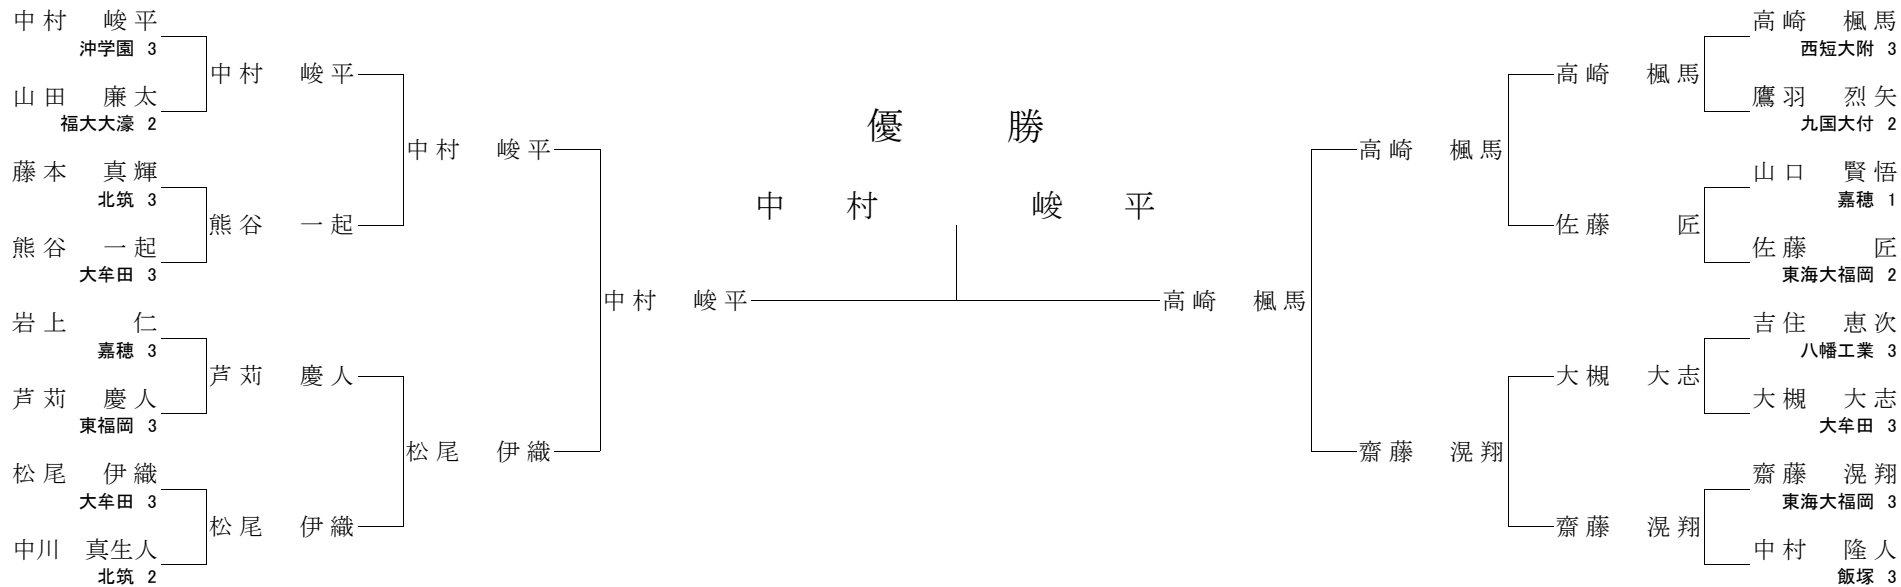 優 勝
中村 峻平
中村 峻平
沖学園 3
山田 廉太
福大大濠 2
藤本 真輝
北筑 3
熊谷 一起
大牟田 3
岩上 仁
嘉穂 3
芦苅 慶人
東福岡 3
松尾 伊織
大牟田 3
中川 真生人
北筑 2
中村 峻平
熊谷 一起
芦苅 慶人
松尾 伊織
中村 峻平
松尾 伊織
中村 峻平
高崎 楓馬
高崎 楓馬
齋藤 滉翔
高崎 楓馬
佐藤 匠
大槻 大志
齋藤 滉翔
高崎 楓馬
西短大附 3
鷹羽 烈矢
九国大付 2
山口 賢悟
嘉穂 1
佐藤 匠
東海大福岡 2
吉住 恵次
八幡工業 3
大槻 大志
大牟田 3
齋藤 滉翔
東海大福岡 3
中村 隆人
飯塚 3